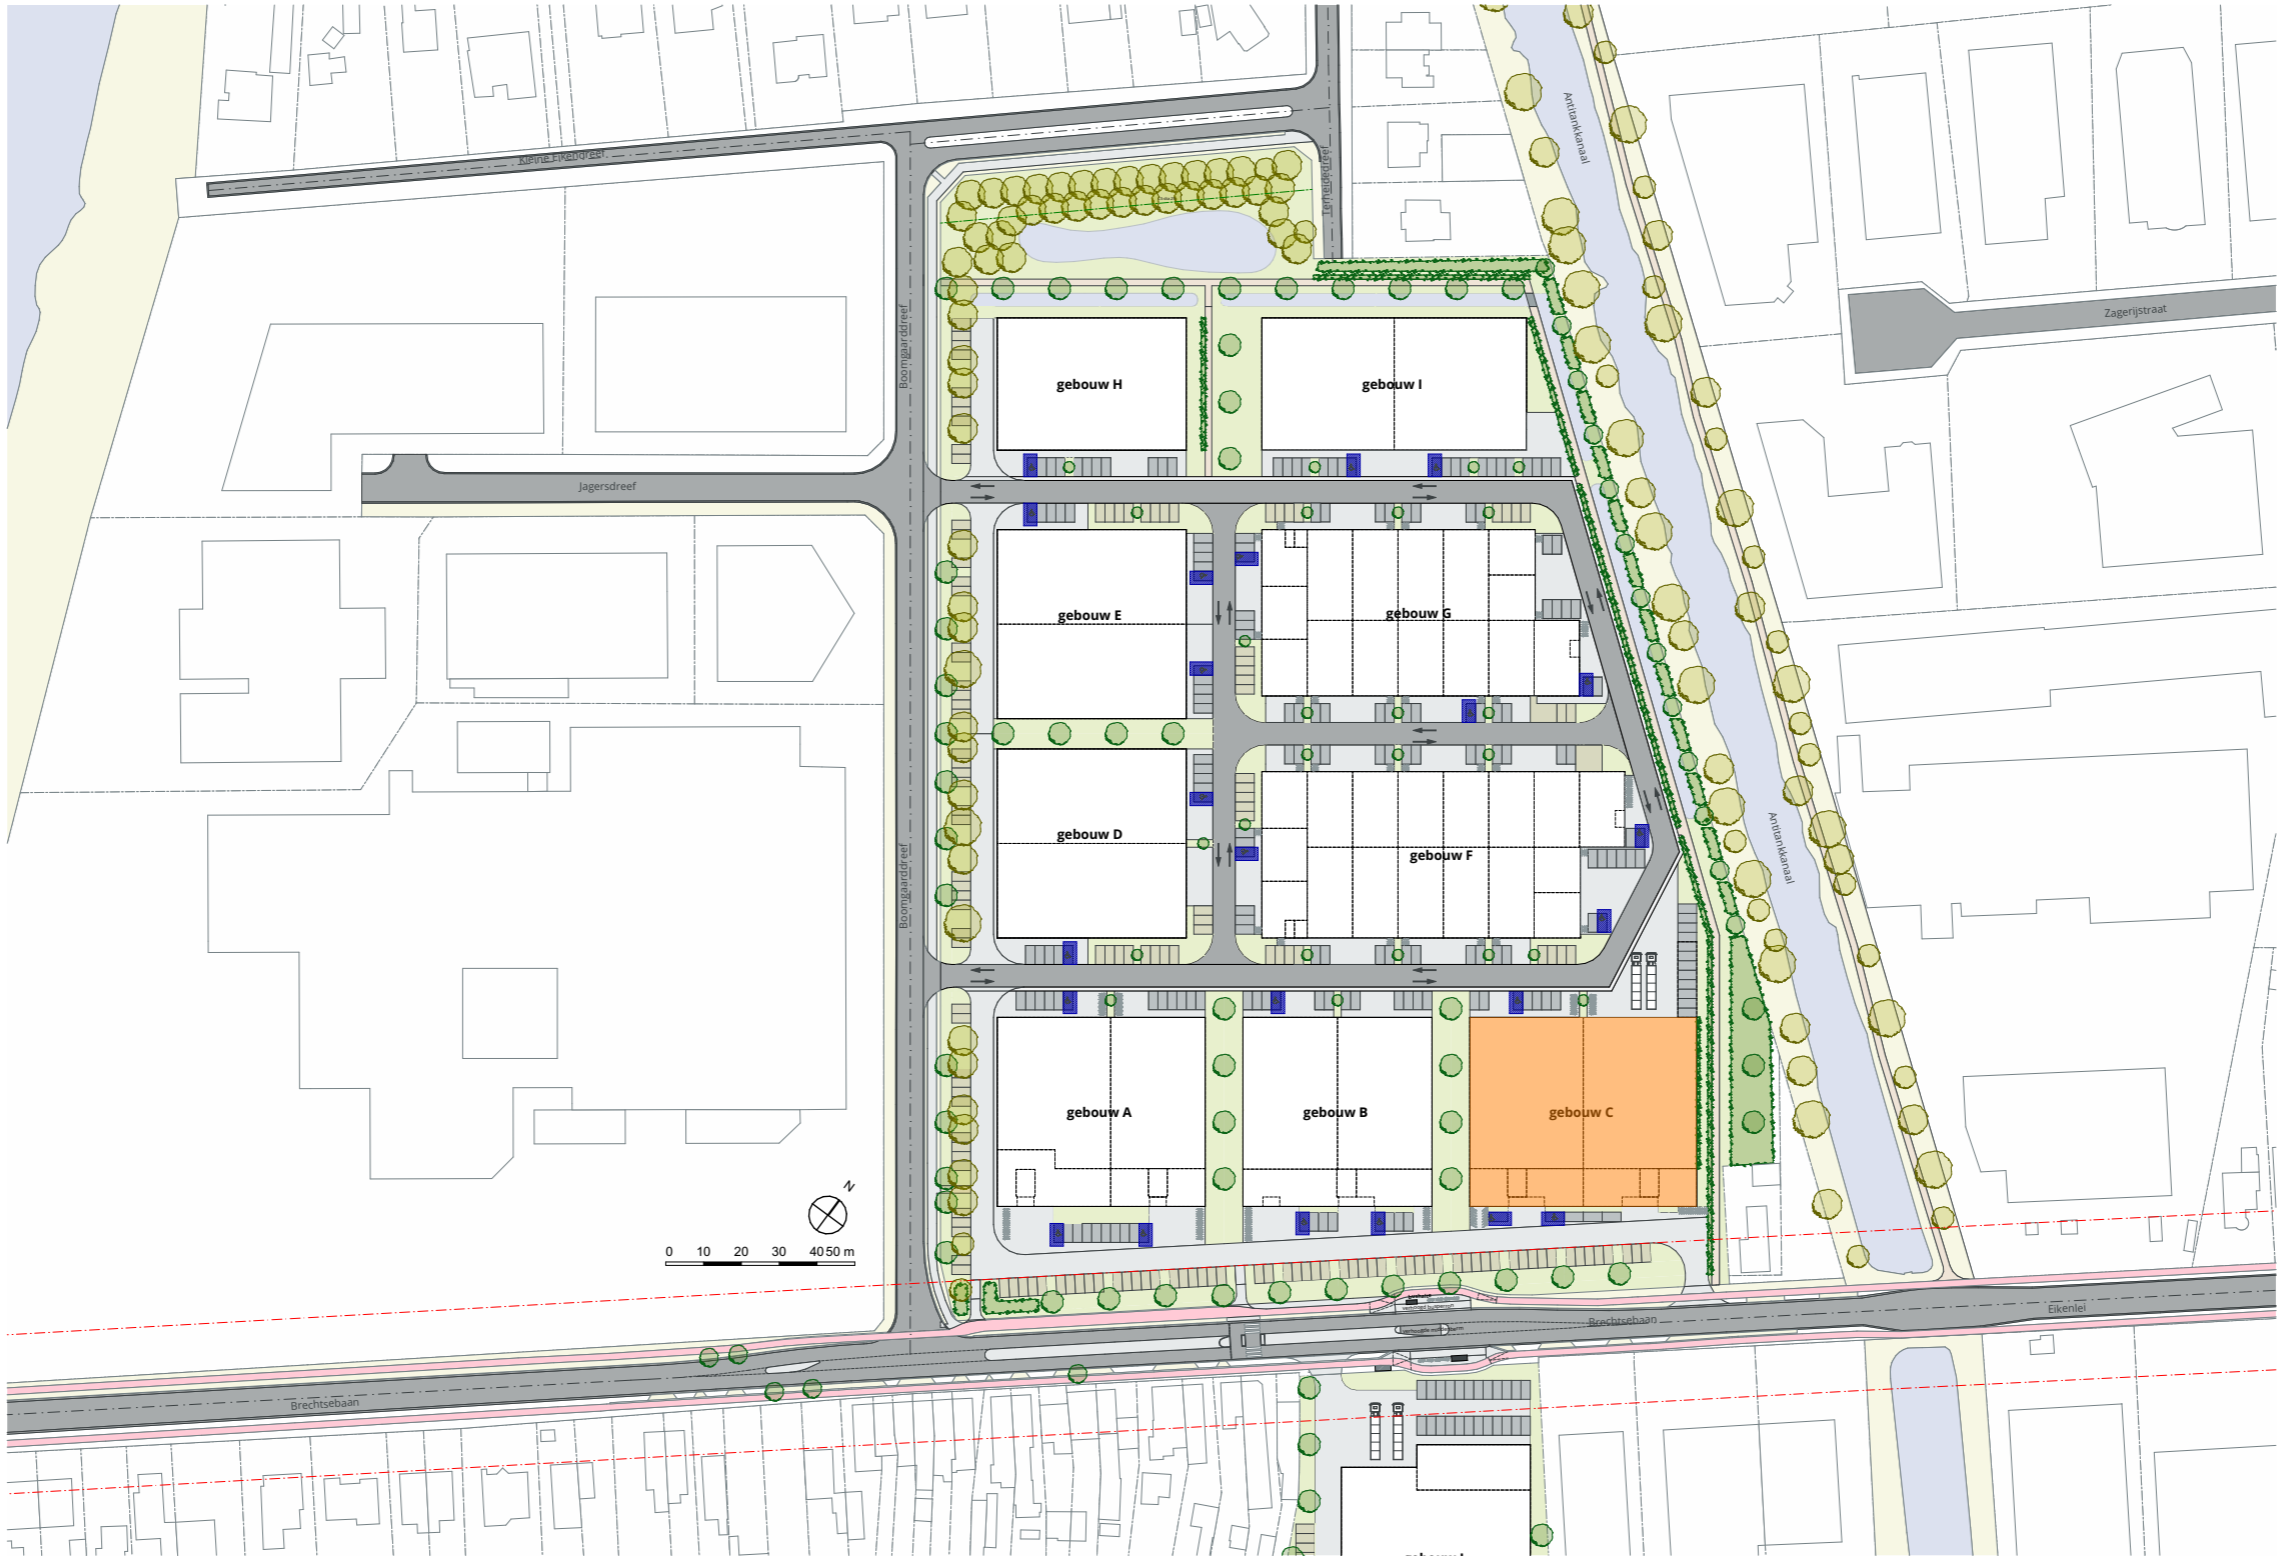 Kleine Eikendreef
Terheidedreef
Antitankkanaal
Zagerijstraat
Boomgaarddreef
gebouw H
gebouw I
Jagersdreef
gebouw E
gebouw G
gebouw D
gebouw F
Boomgaarddreef
Antitankkanaal
gebouw A
gebouw B
gebouw C
N
0 10 20 30 40 50 m
Eikenlei
Brechtsebaan
Brechtsebaan